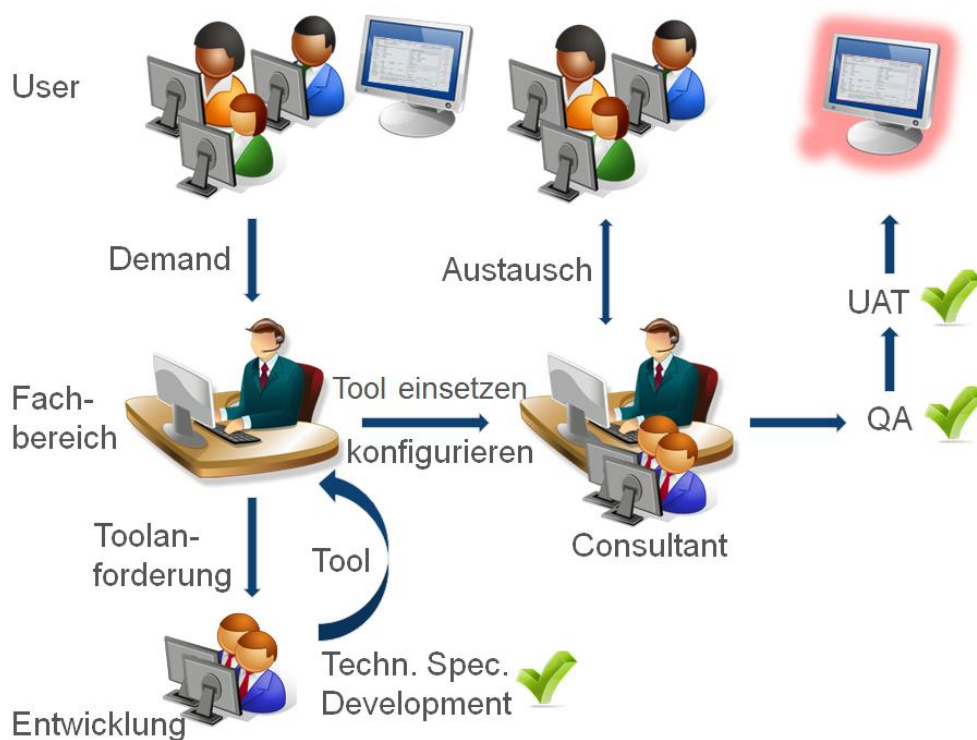 User
Demand
Austausch
UAT
Fach-
bereich
Tool einsetzen
konfigurieren
QA
Consultant
Toolan-
forderung
Tool
Techn. Spec.
Development
Entwicklung